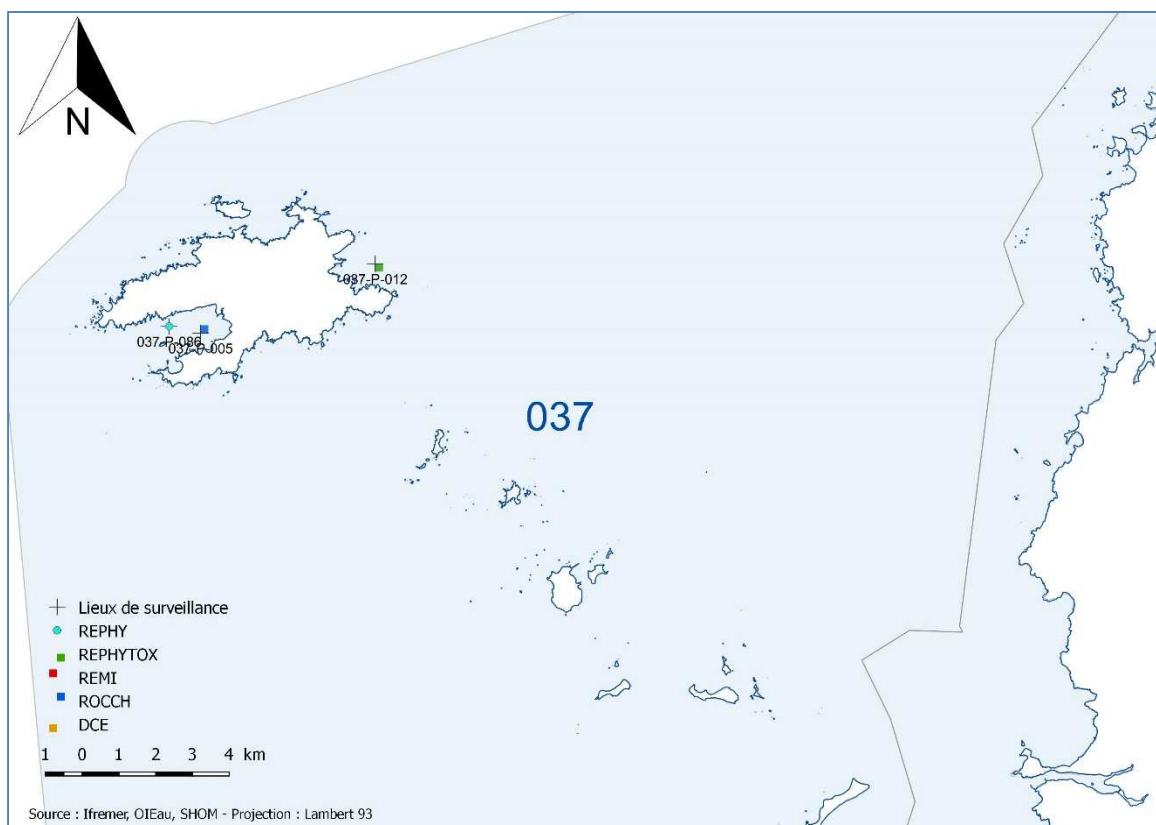 N
037-P-012
037-P-086
037-P-005
037
Lieux de surveillance
REPHY
REPHYTOX
REMI
ROCCH
DCE
1 0 1 2 3 4 km
Source : Ifremer, OIEau, SHOM - Projection : Lambert 93